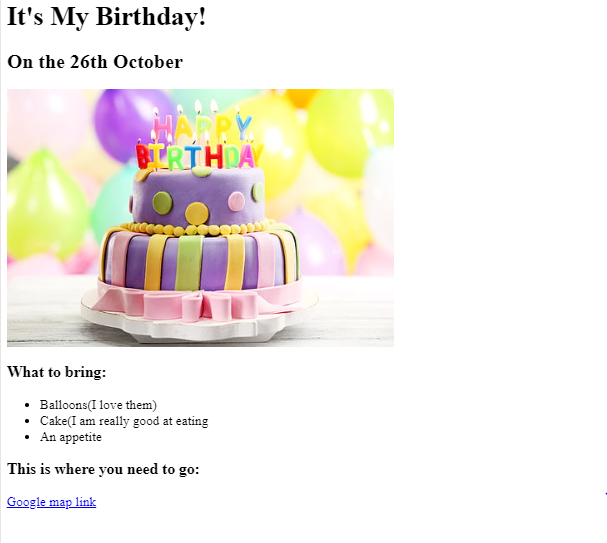 It's My Birthday!
On the 26th October
HAPPY
BIRTHDAY
What to bring:
Balloons(I love them)
Cake(I am really good at eating
An appetite
This is where you need to go:
Google map link